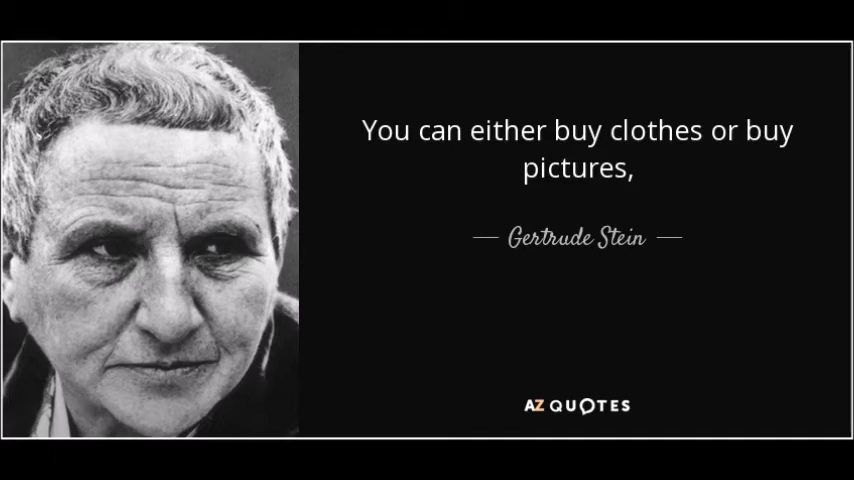 You can either buy clothes or buy
pictures,
— Gertrude Stein —
AZ QUOTES